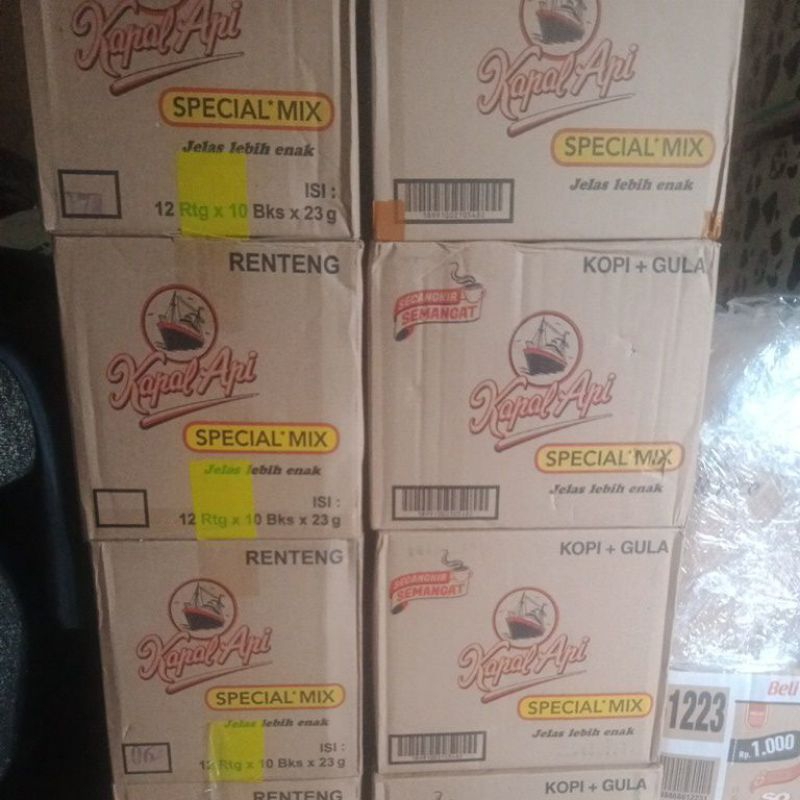 Kapal Api
SPECIAL* MIX
Jelas lebih enak
ISI :
12 Rtg x 10 Bks x 23 g
Kapal Api
SPECIAL* MIX
Jelas lebih enak
RENTENG
Kapal Api
SPECIAL* MIX
Jelas lebih enak
ISI :
12 Rtg x 10 Bks x 23 g
KOPI + GULA
SECANGKIR
SEMANGAT
Kapal Api
SPECIAL* MIX
Jelas lebih enak
RENTENG
Kapal Api
SPECIAL* MIX
Jelas lebih enak
06
ISI :
12 Rtg x 10 Bks x 23 g
KOPI + GULA
SECANGKIR
SEMANGAT
Kapal Api
SPECIAL* MIX
Jelas lebih enak
RENTENG
KOPI + GULA
1223
Beli
Rp. 1.000